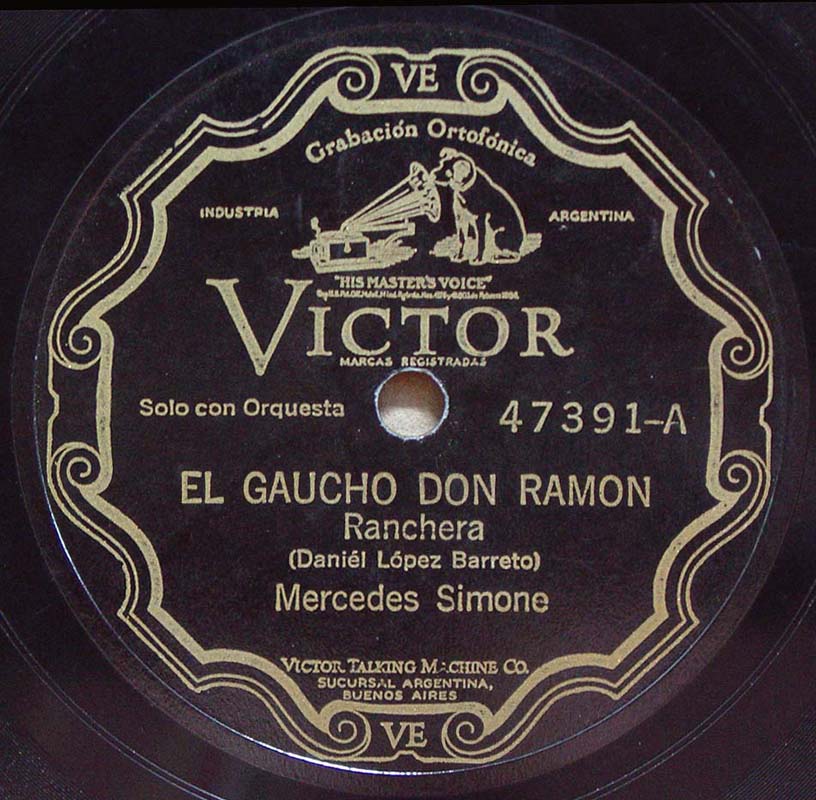 VE
Grabación Ortofónica
INDUSTRIA
ARGENTINA
"HIS MASTER'S VOICE"
VICTOR
MARCAS REGISTRADAS
Solo con Orquesta
47391-A
EL GAUCHO DON RAMON
Ranchera
(Daniél López Barreto)
Mercedes Simone
VICTOR TALKING MACHINE CO.
SUCURSAL ARGENTINA,
BUENOS AIRES
VE